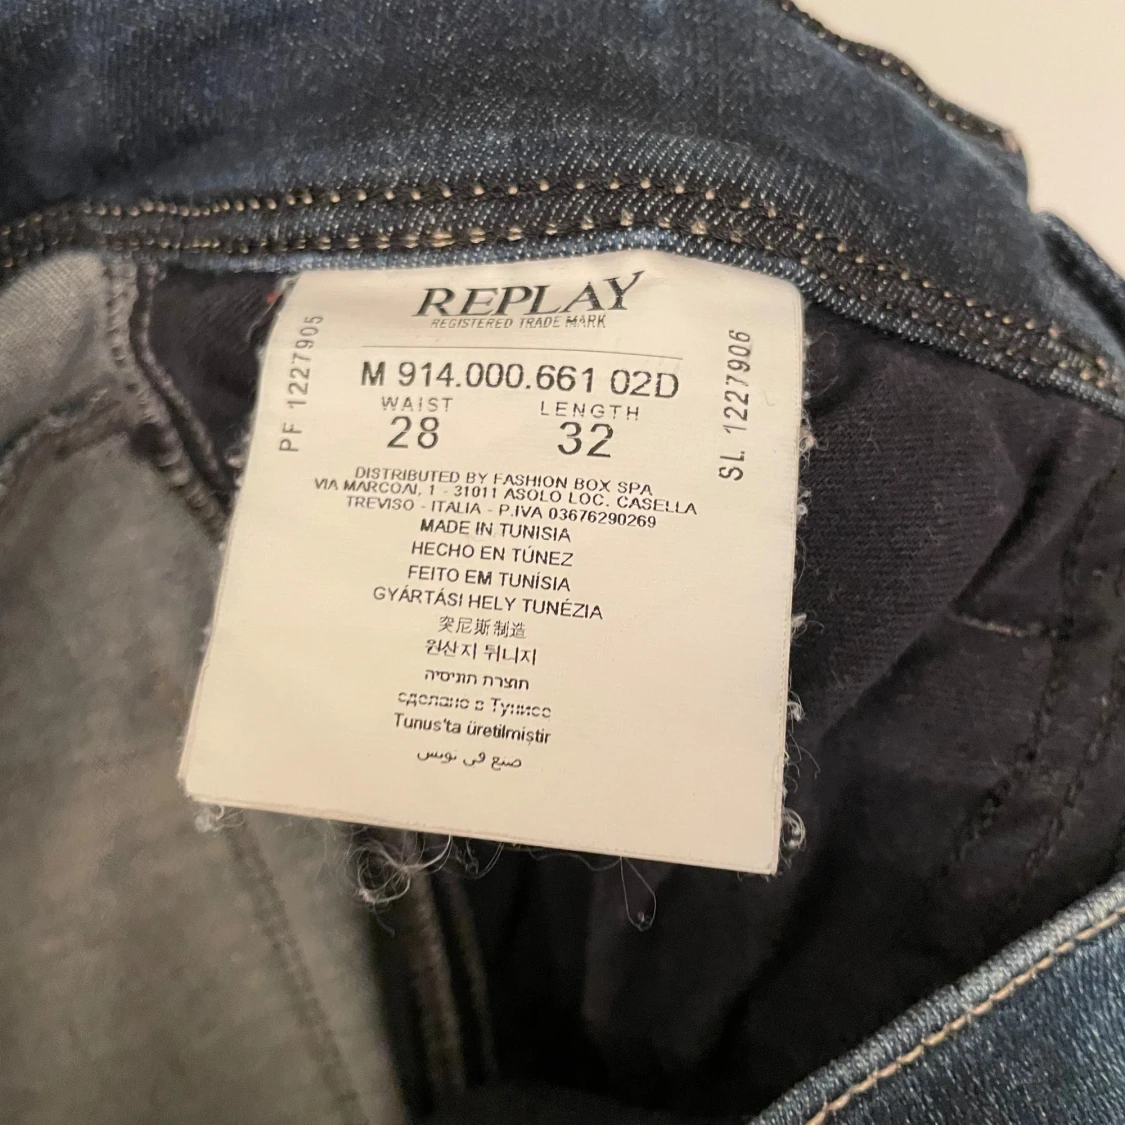 REPLAY
REGISTERED TRADE MARK
PF 1227905
SL 1227906
M 914.000.661 02D
WAIST LENGTH
28 32
DISTRIBUTED BY FASHION BOX SPA
VIA MARCONI, 1 - 31011 ASOLO LOC. CASELLA
TREVISO - ITALIA - P.IVA 03676290269
MADE IN TUNISIA
HECHO EN TÚNEZ
FEITO EM TUNÍSIA
GYÁRTÁSI HELY TUNÉZIA
突尼斯制造
원산지 튀니지
תוצרת תוניסיה
сделано в Тунисе
Tunus'ta üretilmiştir
صنع في تونس